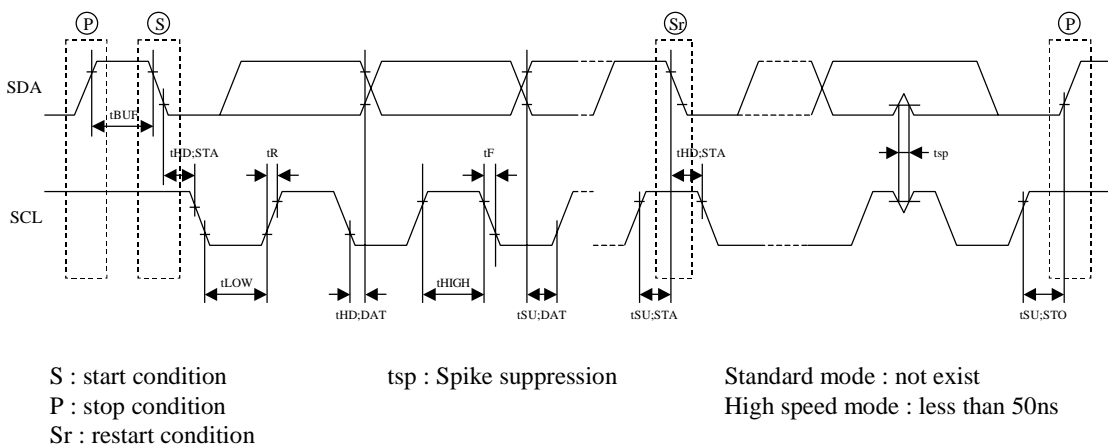 P S Sr P
SDA
tBUF
tHD;STA tR tF tHD;STA tsp
SCL
tLOW tHIGH
tHD;DAT tSU;DAT tSU;STA tSU;STO
S : start condition tsp : Spike suppression Standard mode : not exist
P : stop condition High speed mode : less than 50ns
Sr : restart condition